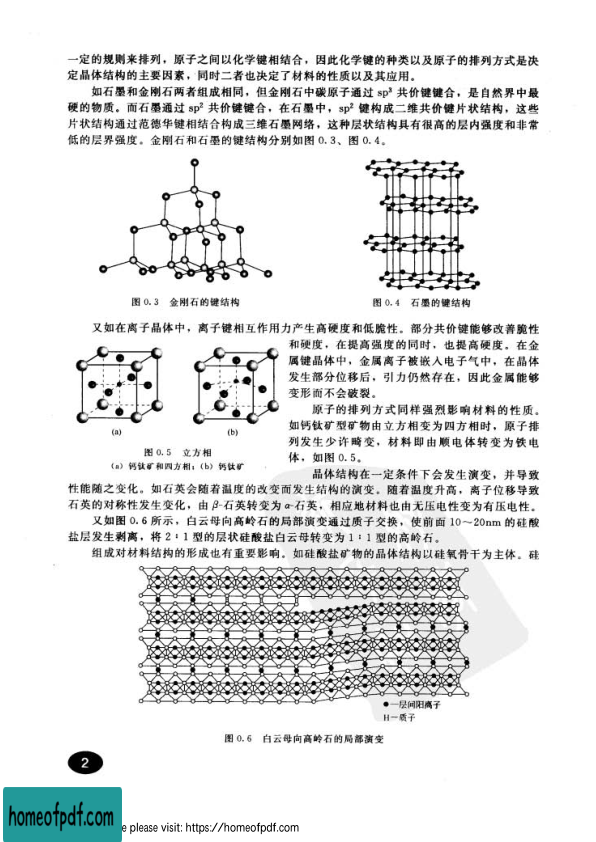 一定的规则来排列，原子之间以化学键相结合，因此化学键的种类以及原子的排列方式是决
定晶体结构的主要因素，同时二者也决定了材料的性质以及其应用。
如石墨和金刚石两者组成相同，但金刚石中碳原子通过 sp³ 共价键键合，是自然界中最
硬的物质。而石墨通过 sp² 共价键键合，在石墨中，sp² 键构成二维共价键片状结构，这些
片状结构通过范德华键相结合构成三维石墨网络，这种层状结构具有很高的层内强度和非常
低的层界强度。金刚石和石墨的键结构分别如图 0.3、图 0.4。
图 0.3 金刚石的键结构
图 0.4 石墨的键结构
又如在离子晶体中，离子键相互作用力产生高硬度和低脆性。部分共价键能够改善脆性
和硬度，在提高强度的同时，也提高硬度。在金
属键晶体中，金属离子被嵌入电子气中，在晶体
发生部分位移后，引力仍然存在，因此金属能够
变形而不会破裂。
原子的排列方式同样强烈影响材料的性质。
如钙钛矿型矿物由立方相变为四方相时，原子排
列发生少许畸变，材料即由顺电体转变为铁电
体，如图 0.5。
(a)
(b)
图 0.5 立方相
(a) 钙钛矿和四方相；(b) 钙钛矿
晶体结构在一定条件下会发生演变，并导致
性能随之变化。如石英会随着温度的改变而发生结构的演变。随着温度升高，离子位移导致
石英的对称性发生变化，由 β-石英转变为 α-石英，相应地材料也由无压电性变为有压电性。
又如图 0.6 所示，白云母向高岭石的局部演变通过质子交换，使前面 10～20nm 的硅酸
盐层发生剥离，将 2∶1 型的层状硅酸盐白云母转变为 1∶1 型的高岭石。
组成对材料结构的形成也有重要影响。如硅酸盐矿物的晶体结构以硅氧骨干为主体。硅
●—层间阳离子
H—质子
图 0.6 白云母向高岭石的局部演变
2
homeofpdf.com
e please visit: https://homeofpdf.com